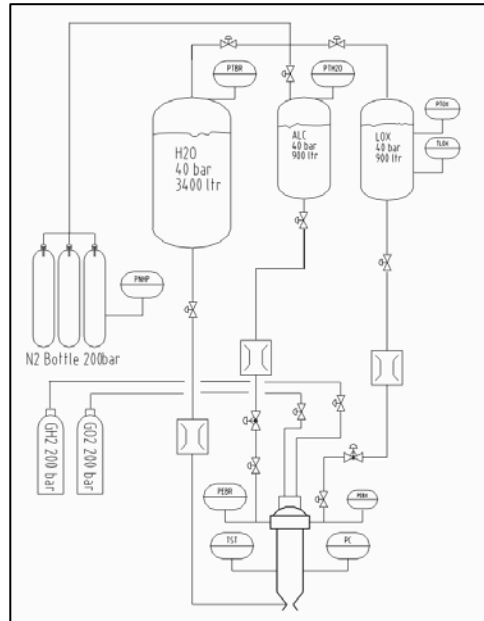 PTBR
PTH2O
PTOX
TLOX
H2O
40 bar
3400 ltr
ALC
40 bar
900 ltr
LOX
40 bar
900 ltr
PNHP
N2 Bottle 200bar
GH2 200 bar
GO2 200 bar
PEBR
TST
PC